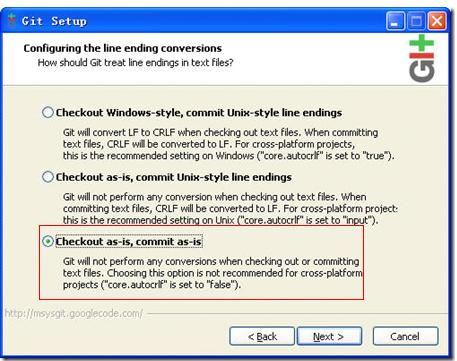 Git Setup
Configuring the line ending conversions
How should Git treat line endings in text files?
Git
Checkout Windows-style, commit Unix-style line endings
Git will convert LF to CRLF when checking out text files. When committing
text files, CRLF will be converted to LF. For cross-platform projects,
this is the recommended setting on Windows ("core.autocrlf" is set to "true").
Checkout as-is, commit Unix-style line endings
Git will not perform any conversion when checking out text files. When
committing text files, CRLF will be converted to LF. For cross-platform project:
this is the recommended setting on Unix ("core.autocrlf" is set to "input").
Checkout as-is, commit as-is
Git will not perform any conversions when checking out or committing
text files. Choosing this option is not recommended for cross-platform
projects ("core.autocrlf" is set to "false").
http://msysgit.googlecode.com/
< Back
Next >
Cancel